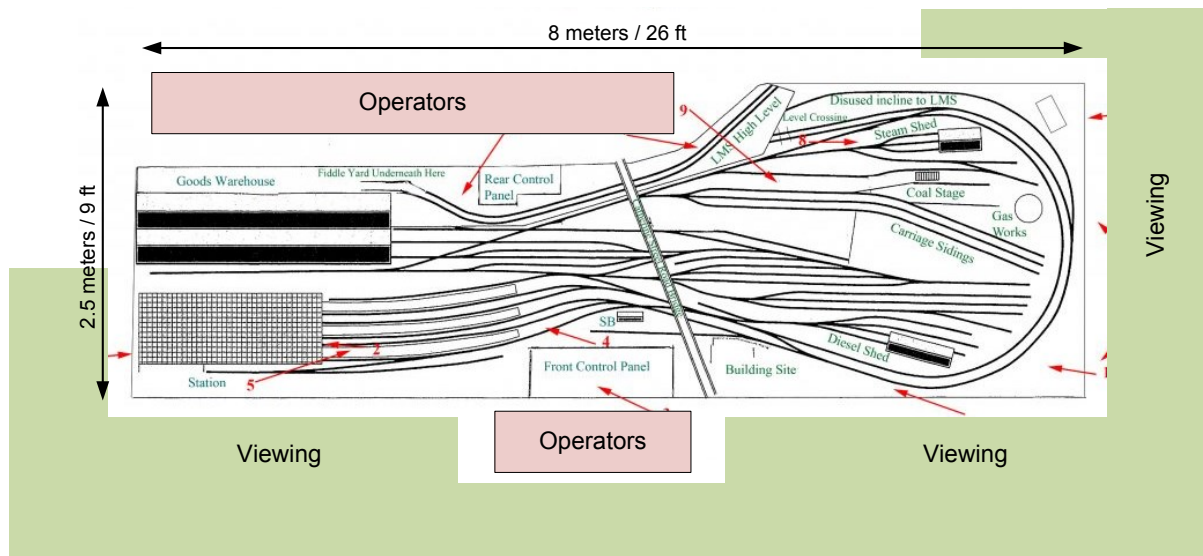 8 meters / 26 ft
Operators
2.5 meters / 9 ft
9
LMS High Level
Disused incline to LMS
Level Crossing
8
Steam Shed
Goods Warehouse
Fiddle Yard Underneath Here
Rear Control
Panel
Coal Stage
Gas
Works
Carriage Sidings
Viewing
SB
2
4
5
Station
Front Control Panel
Building Site
Diesel Shed
1
Viewing
Operators
Viewing